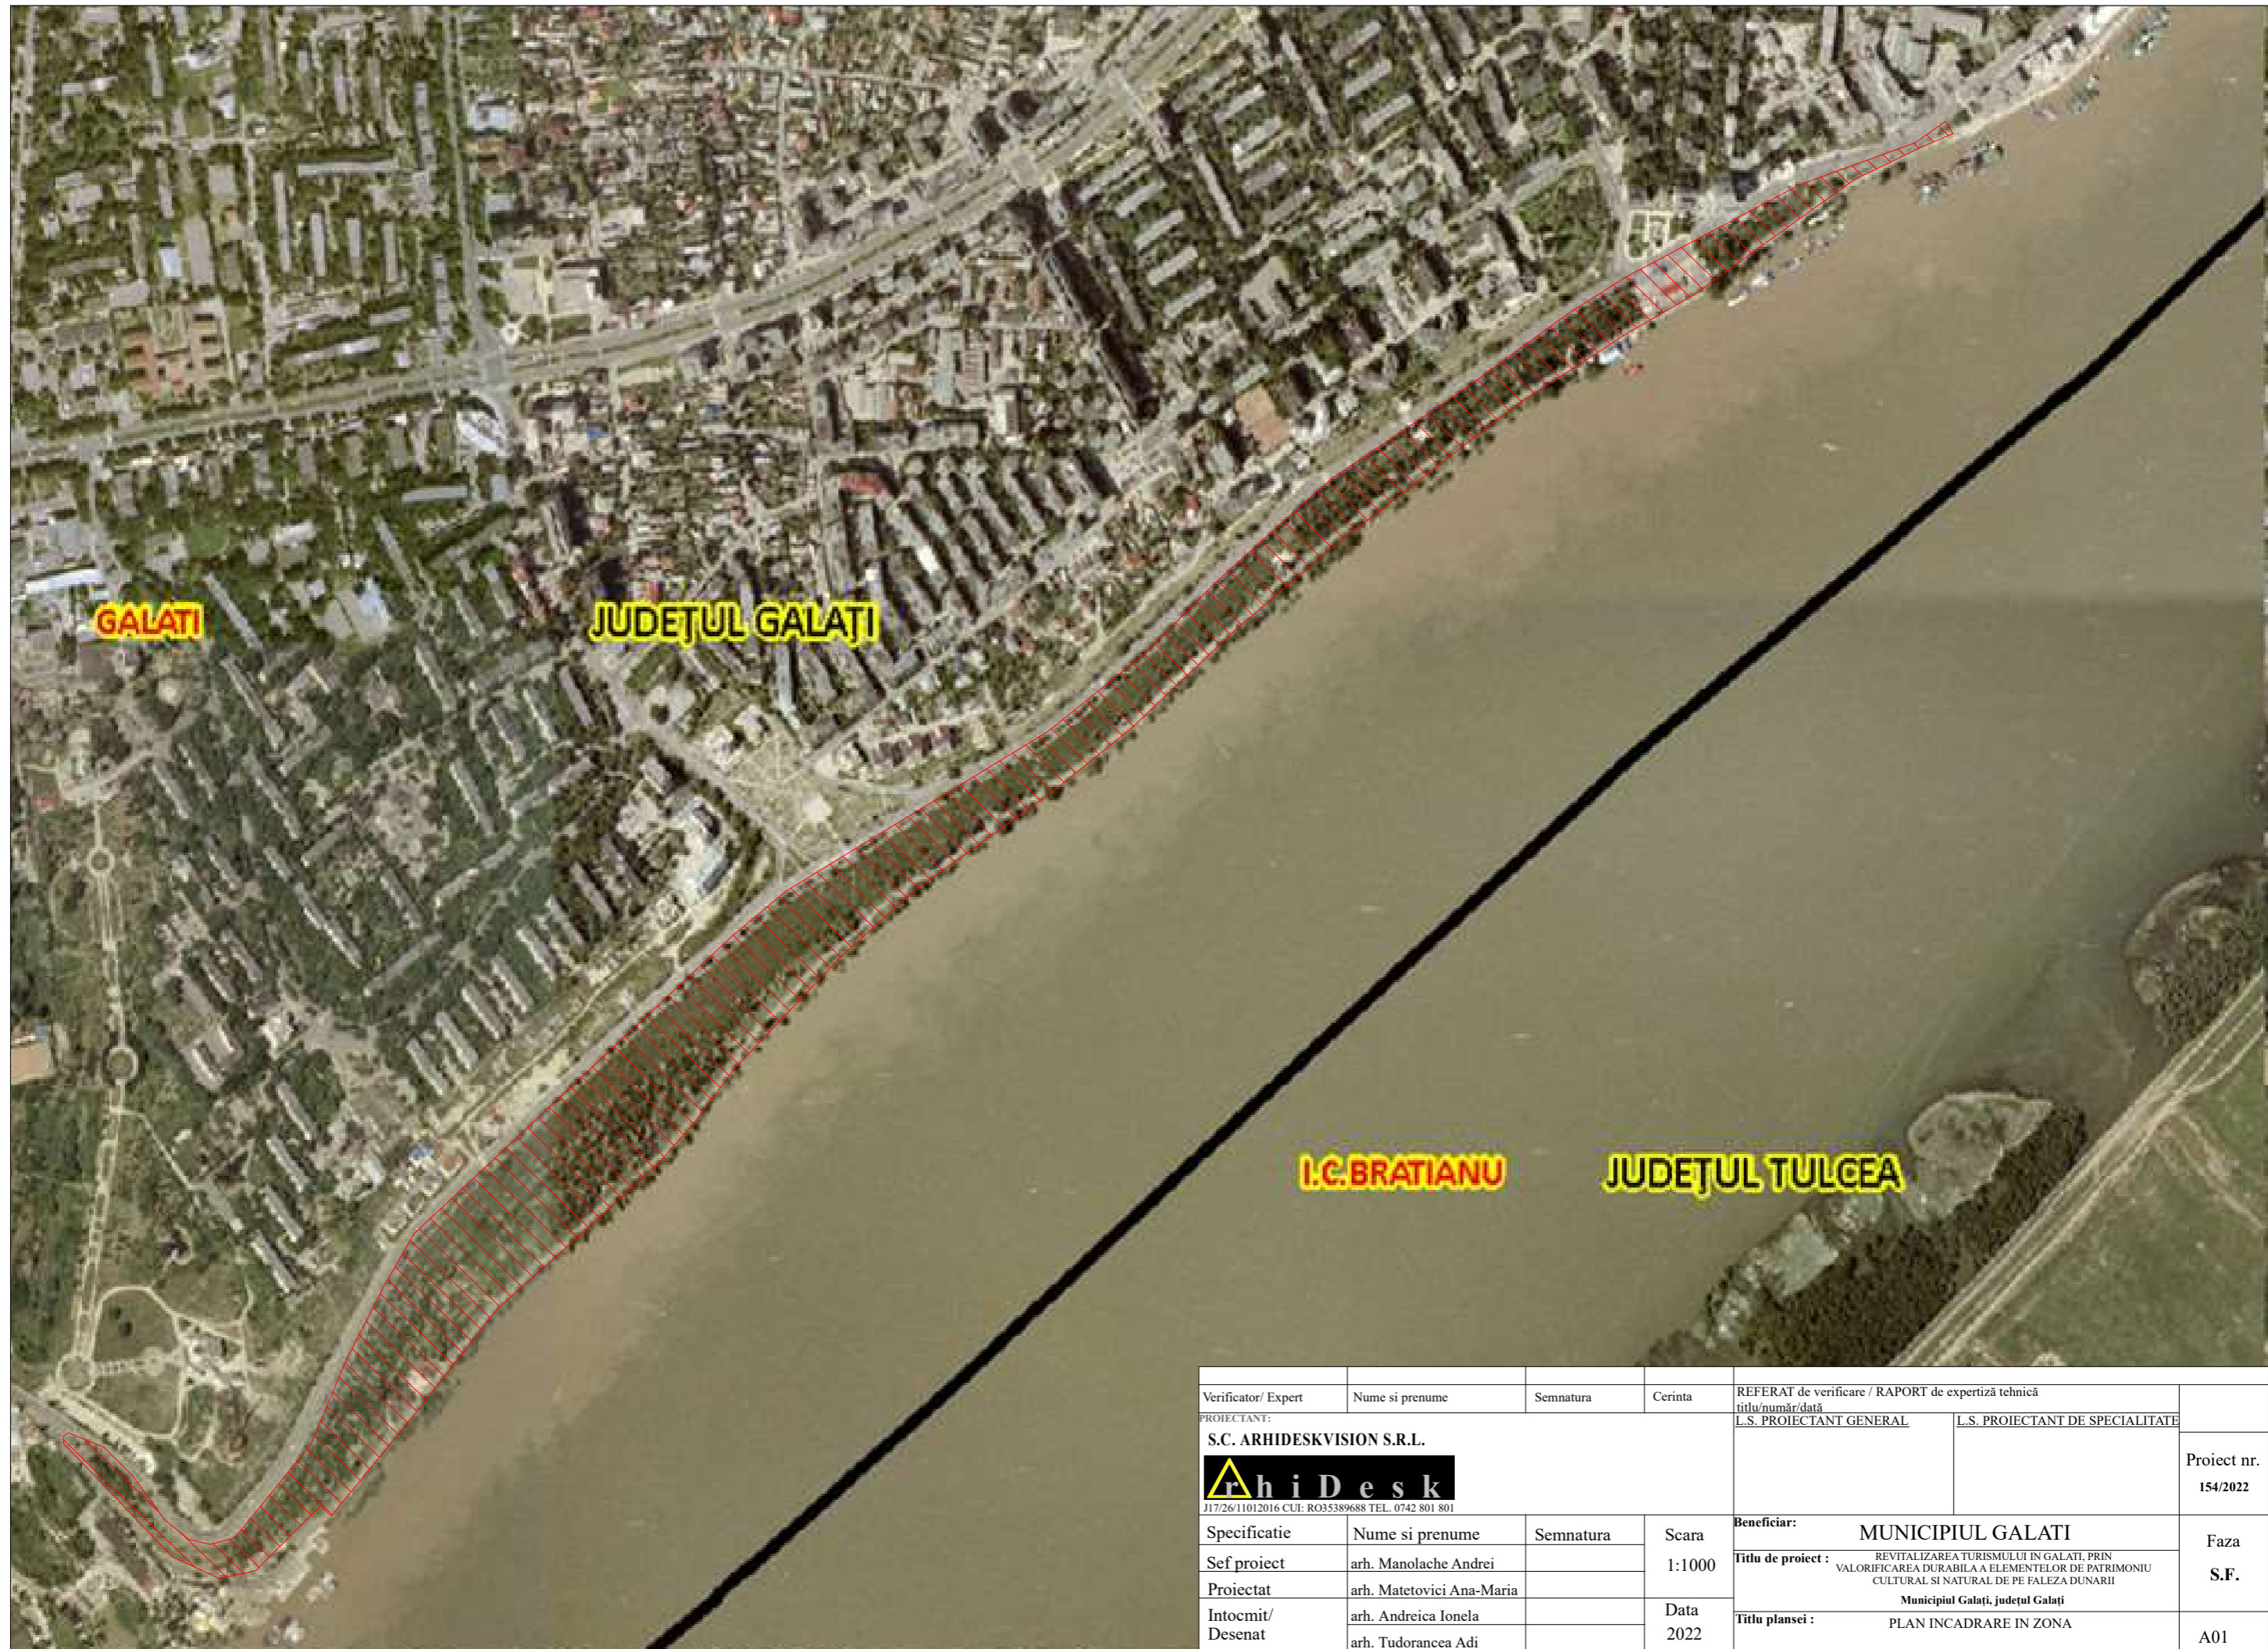 GALATI
JUDEȚUL GALAȚI
I.C.BRATIANU
JUDEȚUL TULCEA
Verificator/ Expert
Nume si prenume
Semnatura
Cerinta
REFERAT de verificare / RAPORT de expertiză tehnică
titlu/număr/dată
PROIECTANT:
S.C. ARHIDESKVISION S.R.L.
rhiDesk
J17/26/11012016 CUI: RO35389688 TEL. 0742 801 801
L.S. PROIECTANT GENERAL
L.S. PROIECTANT DE SPECIALITATE
Proiect nr.
154/2022
Specificatie
Nume si prenume
Semnatura
Scara
1:1000
Sef proiect
arh. Manolache Andrei
Proiectat
arh. Matetovici Ana-Maria
Intocmit/
Desenat
arh. Andreica Ionela
arh. Tudorancea Adi
Data
2022
Beneficiar:
MUNICIPIUL GALATI
Titlu de proiect :
REVITALIZAREA TURISMULUI IN GALATI, PRIN
VALORIFICAREA DURABILA A ELEMENTELOR DE PATRIMONIU
CULTURAL SI NATURAL DE PE FALEZA DUNARII
Municipiul Galați, județul Galați
Titlu plansei :
PLAN INCADRARE IN ZONA
Faza
S.F.
A01